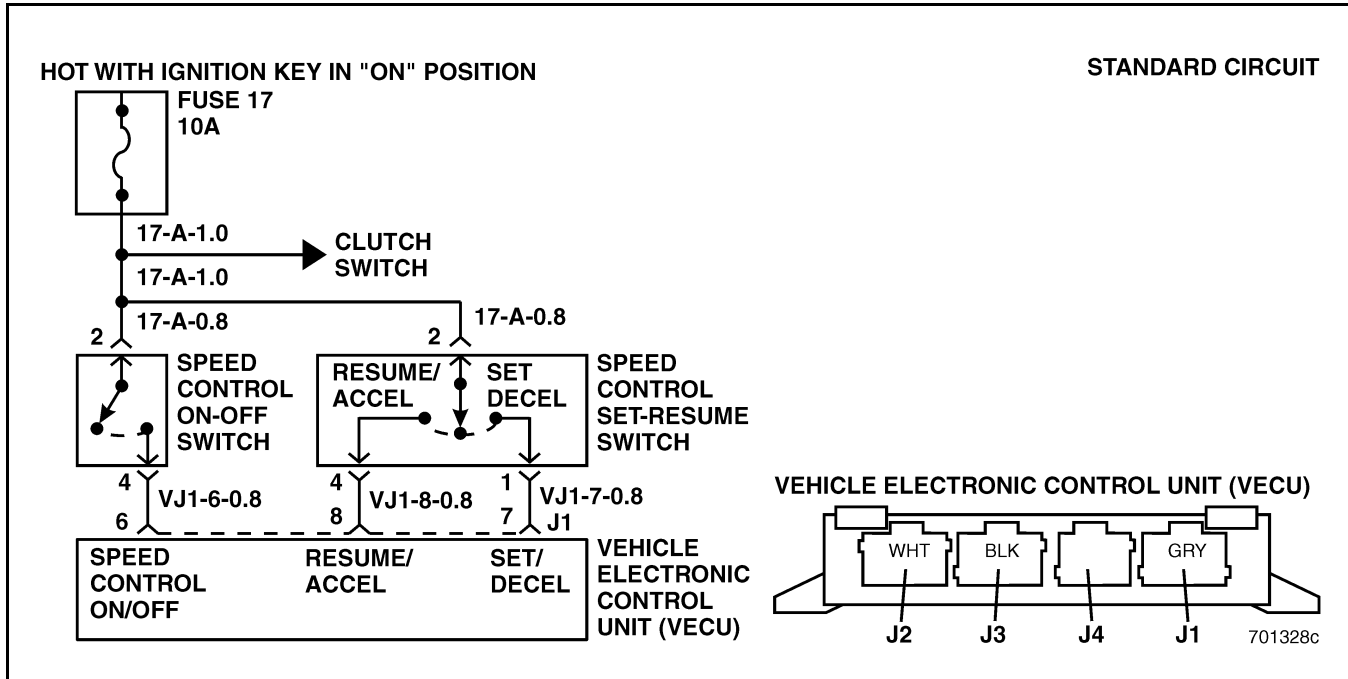 HOT WITH IGNITION KEY IN "ON" POSITION
STANDARD CIRCUIT
FUSE 17
10A
17-A-1.0
CLUTCH
SWITCH
17-A-1.0
17-A-0.8
17-A-0.8
2
2
SPEED
CONTROL
ON-OFF
SWITCH
RESUME/
ACCEL
SET
DECEL
SPEED
CONTROL
SET-RESUME
SWITCH
4
VJ1-6-0.8
6
4
VJ1-8-0.8
8
1
VJ1-7-0.8
7
J1
SPEED
CONTROL
ON/OFF
RESUME/
ACCEL
SET/
DECEL
VEHICLE
ELECTRONIC
CONTROL
UNIT (VECU)
VEHICLE ELECTRONIC CONTROL UNIT (VECU)
WHT
BLK
GRY
J2
J3
J4
J1
701328c